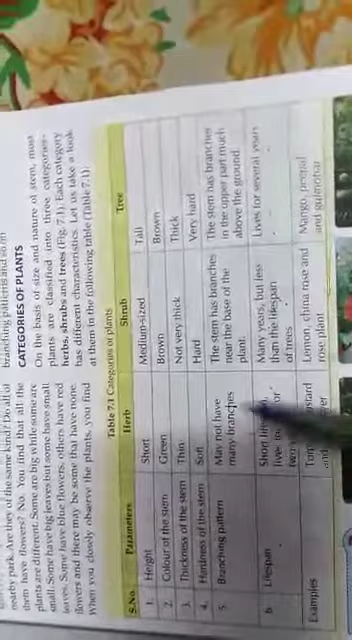 branching patterns and so on
nearby park. Are they of the same kind? Do all of
them have flowers? No. You find that all the
plants are different. Some are big while some are
small. Some have big leaves but some have small
leaves. Some have blue flowers, others have red
flowers and there may be some that have none.
When you closely observe the plants, you find
CATEGORIES OF PLANTS
On the basis of size and nature of stem, most
plants are classified into three categories–
herbs, shrubs and trees (Fig. 7.1). Each category
has different characteristics. Let us take a look
at them in the following table (Table 7.1).
Table 7.1 Categories of plants
S.No. Parameters Herb Shrub Tree
1. Height Short Medium-sized Tall
2. Colour of the stem Green Brown Brown
3. Thickness of the stem Thin Not very thick Thick
4. Hardness of the stem Soft Hard Very hard
5. Branching pattern May not have The stem has branches The stem has branches
many branches near the base of the in the upper part much
plant. above the ground.
6. Lifespan Short Many years, but less Lives for several years
live than the lifespan
of trees
Examples Lemon, china rose and Mango, peepal
and rose plant and gulmohar